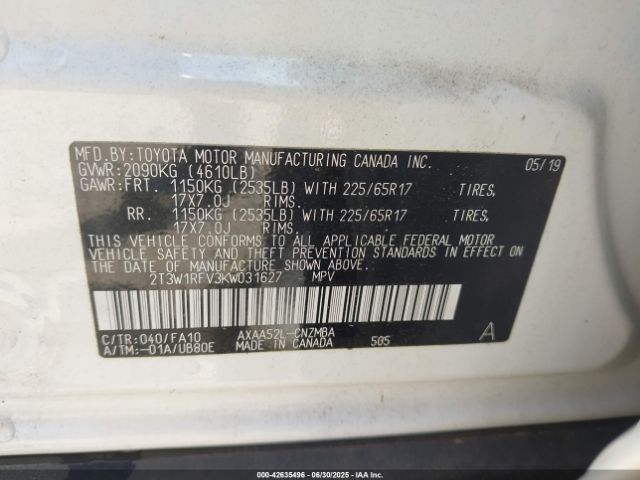 MFD.BY:TOYOTA MOTOR MANUFACTURING CANADA INC. 05/19
GVWR:2090KG (4610LB)
GAWR:FRT. 1150KG (2535LB) WITH 225/65R17 TIRES,
17X7.0J RIMS.
RR. 1150KG (2535LB) WITH 225/65R17 TIRES,
17X7.0J RIMS.
THIS VEHICLE CONFORMS TO ALL APPLICABLE FEDERAL MOTOR
VEHICLE SAFETY AND THEFT PREVENTION STANDARDS IN EFFECT
ON THE DATE OF MANUFACTURE SHOWN ABOVE.
2T3W1RFV3KW031627 MPV
C/TR:040/FA10 AXAA52L-CNZMBA A
A/TM:-01A/UB80E MADE IN CANADA 505
000-42635496 - 06/30/2025 - IAAI.COM